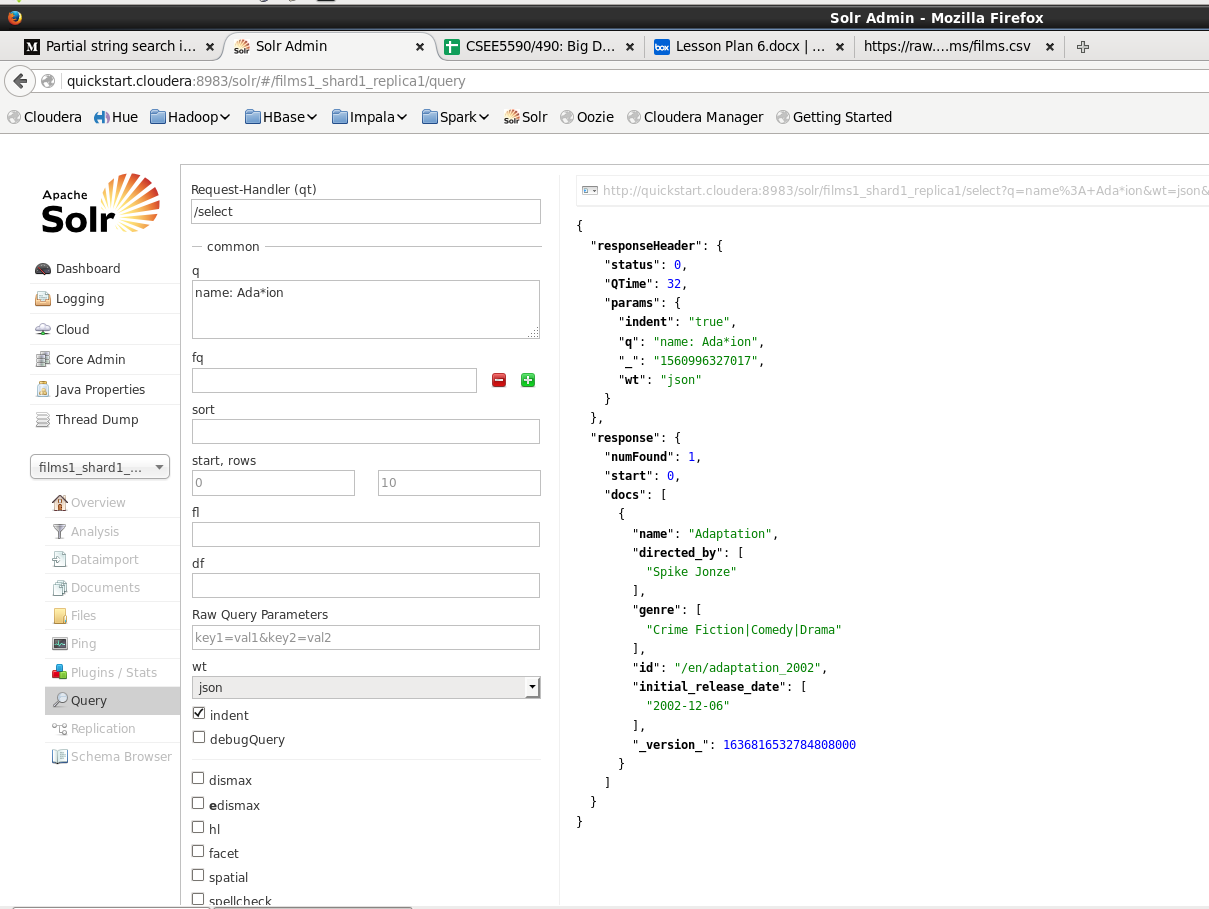 Solr Admin - Mozilla Firefox
M Partial string search i... × Solr Admin × CSEE5590/490: Big D... × box Lesson Plan 6.docx | ... × https://raw....ms/films.csv ×
quickstart.cloudera:8983/solr/#/films1_shard1_replica1/query
Cloudera Hue Hadoop HBase Impala Spark Solr Oozie Cloudera Manager Getting Started
Apache
Solr
Dashboard
Logging
Cloud
Core Admin
Java Properties
Thread Dump
films1_shard1_...
Overview
Analysis
Dataimport
Documents
Files
Ping
Plugins / Stats
Query
Replication
Schema Browser
Request-Handler (qt)
/select
common
q
name: Ada*ion
fq
sort
start, rows
0 10
fl
df
Raw Query Parameters
key1=val1&key2=val2
wt
json
indent
debugQuery
dismax
edismax
hl
facet
spatial
spellcheck
http://quickstart.cloudera:8983/solr/films1_shard1_replica1/select?q=name%3A+Ada*ion&wt=json&
{
"responseHeader": {
"status": 0,
"QTime": 32,
"params": {
"indent": "true",
"q": "name: Ada*ion",
"_": "1560996327017",
"wt": "json"
}
},
"response": {
"numFound": 1,
"start": 0,
"docs": [
{
"name": "Adaptation",
"directed_by": [
"Spike Jonze"
],
"genre": [
"Crime Fiction|Comedy|Drama"
],
"id": "/en/adaptation_2002",
"initial_release_date": [
"2002-12-06"
],
"_version_": 1636816532784808000
}
]
}
}